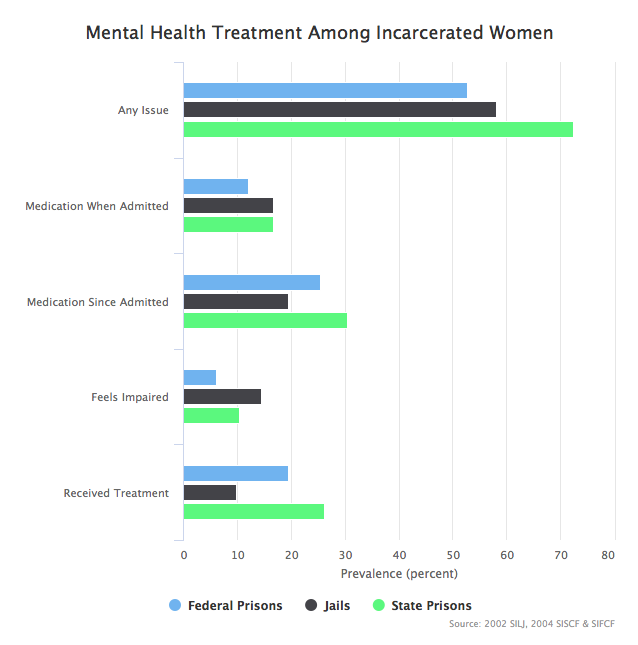 Mental Health Treatment Among Incarcerated Women
Any Issue
Medication When Admitted
Medication Since Admitted
Feels Impaired
Received Treatment
0 10 20 30 40 50 60 70 80
Prevalence (percent)
Federal Prisons Jails State Prisons
Source: 2002 SILJ, 2004 SISCF & SIFCF